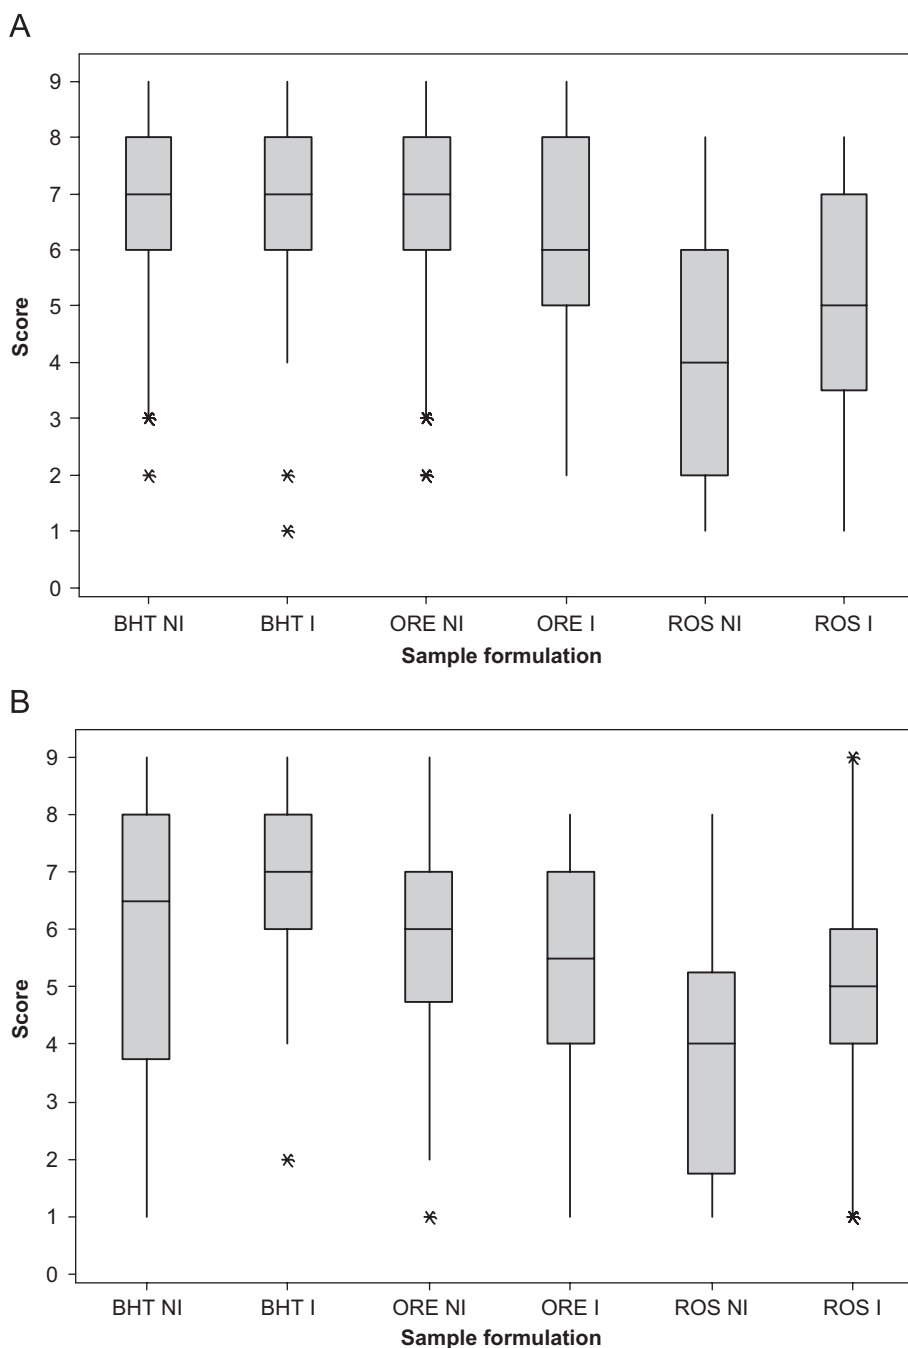 A
9
8
7
6
5
4
3
2
1
0
Score
BHT NI BHT I ORE NI ORE I ROS NI ROS I
Sample formulation
B
9
8
7
6
5
4
3
2
1
0
Score
BHT NI BHT I ORE NI ORE I ROS NI ROS I
Sample formulation